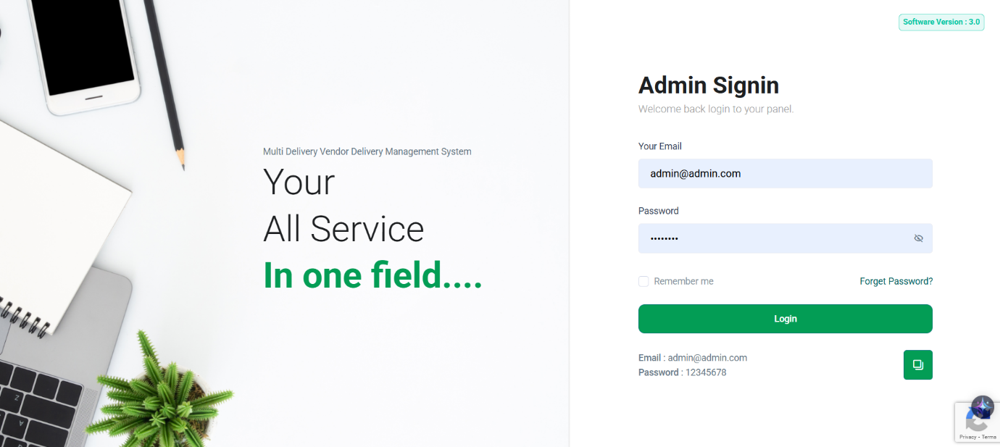 Software Version : 3.0
Multi Delivery Vendor Delivery Management System
Your
All Service
In one field....
Admin Signin
Welcome back login to your panel.
Your Email
admin@admin.com
Password
••••••••
Remember me
Forget Password?
Login
Email : admin@admin.com
Password : 12345678
Privacy - Terms
Z
A